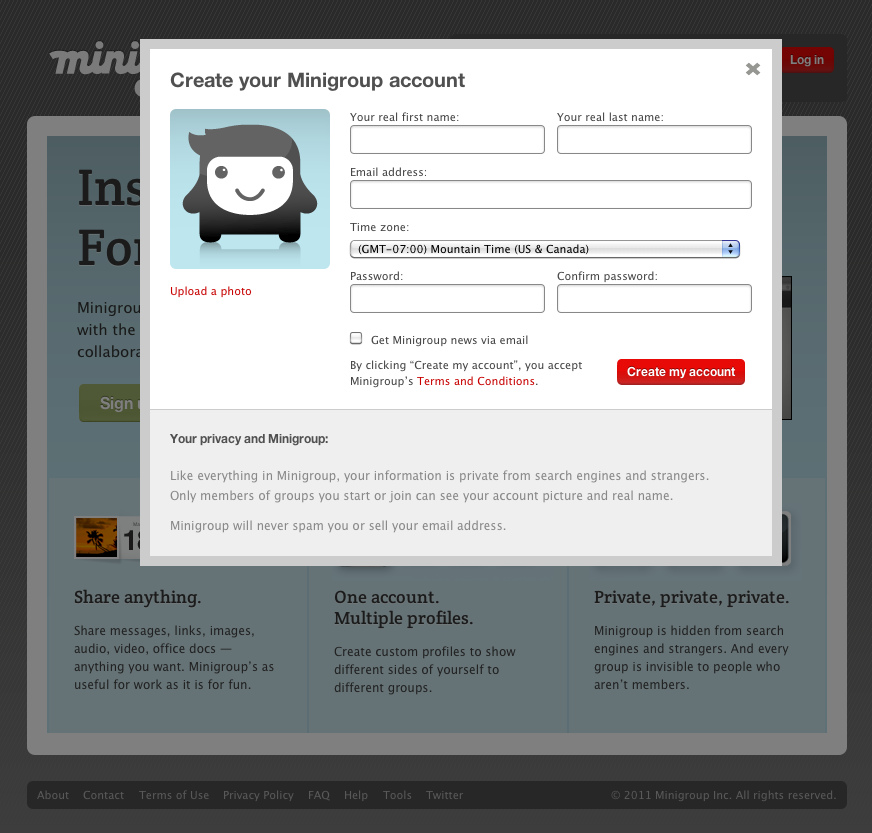 mini
Log in
Create your Minigroup account
Your real first name:
Your real last name:
Email address:
Time zone:
(GMT-07:00) Mountain Time (US & Canada)
Password:
Confirm password:
Upload a photo
Get Minigroup news via email
By clicking “Create my account”, you accept
Minigroup’s Terms and Conditions.
Create my account
Your privacy and Minigroup:
Like everything in Minigroup, your information is private from search engines and strangers.
Only members of groups you start or join can see your account picture and real name.
Minigroup will never spam you or sell your email address.
Ins
For
Minigrou
with the
collabora
Sign
18
Share anything.
Share messages, links, images,
audio, video, office docs —
anything you want. Minigroup’s as
useful for work as it is for fun.
One account.
Multiple profiles.
Create custom profiles to show
different sides of yourself to
different groups.
Private, private, private.
Minigroup is hidden from search
engines and strangers. And every
group is invisible to people who
aren’t members.
About Contact Terms of Use Privacy Policy FAQ Help Tools Twitter
© 2011 Minigroup Inc. All rights reserved.